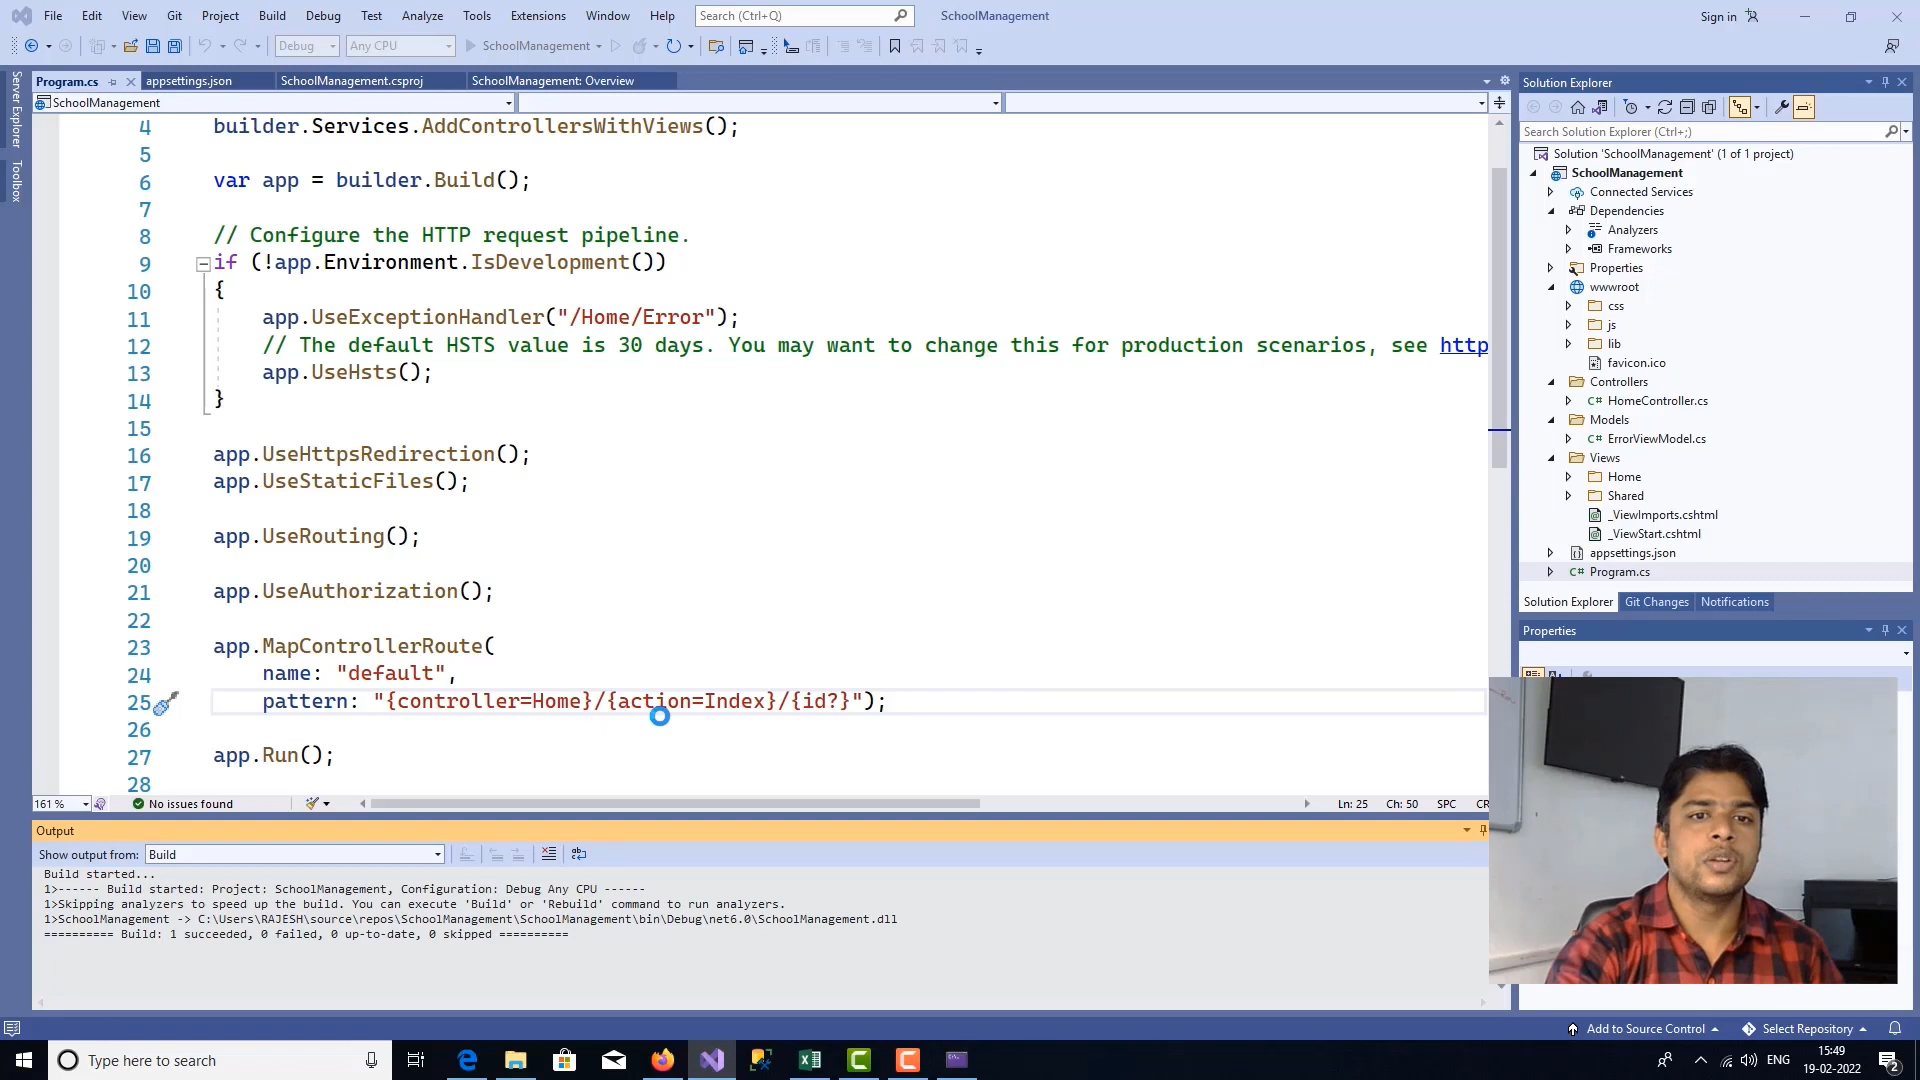 File Edit View Git Project Build Debug Test Analyze Tools Extensions Window Help Search (Ctrl+Q) SchoolManagement Sign in
Debug Any CPU SchoolManagement
Server Explorer
Toolbox
Program.cs appsettings.json SchoolManagement.csproj SchoolManagement: Overview
SchoolManagement
4 builder.Services.AddControllersWithViews();
5
6 var app = builder.Build();
7
8 // Configure the HTTP request pipeline.
9 if (!app.Environment.IsDevelopment())
10 {
11 app.UseExceptionHandler("/Home/Error");
12 // The default HSTS value is 30 days. You may want to change this for production scenarios, see http
13 app.UseHsts();
14 }
15
16 app.UseHttpsRedirection();
17 app.UseStaticFiles();
18
19 app.UseRouting();
20
21 app.UseAuthorization();
22
23 app.MapControllerRoute(
24 name: "default",
25 pattern: "{controller=Home}/{action=Index}/{id?}");
26
27 app.Run();
28
161 % No issues found Ln: 25 Ch: 50 SPC CR
Output
Show output from: Build
Build started...
1>------ Build started: Project: SchoolManagement, Configuration: Debug Any CPU ------
1>Skipping analyzers to speed up the build. You can execute 'Build' or 'Rebuild' command to run analyzers.
1>SchoolManagement -> C:\Users\RAJESH\source\repos\SchoolManagement\SchoolManagement\bin\Debug\net6.0\SchoolManagement.dll
========== Build: 1 succeeded, 0 failed, 0 up-to-date, 0 skipped ==========
Solution Explorer
Search Solution Explorer (Ctrl+;)
Solution 'SchoolManagement' (1 of 1 project)
SchoolManagement
Connected Services
Dependencies
Analyzers
Frameworks
Properties
wwwroot
css
js
lib
favicon.ico
Controllers
C# HomeController.cs
Models
C# ErrorViewModel.cs
Views
Home
Shared
_ViewImports.cshtml
_ViewStart.cshtml
appsettings.json
C# Program.cs
Solution Explorer Git Changes Notifications
Properties
Add to Source Control Select Repository
Type here to search
ENG
15:49
19-02-2022
2